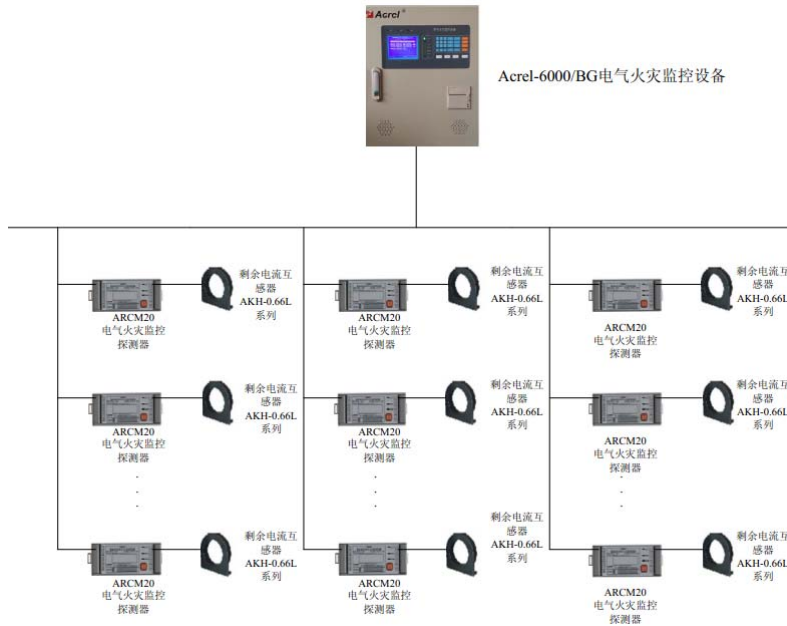 Acrel®
Acrel-6000/BG电气火灾监控设备
剩余电流互
感器
AKH-0.66L
系列
ARCM20
电气火灾监控
探测器
剩余电流互
感器
AKH-0.66L
系列
ARCM20
电气火灾监控
探测器
剩余电流互
感器
AKH-0.66L
系列
ARCM20
电气火灾监控
探测器
剩余电流互
感器
AKH-0.66L
系列
ARCM20
电气火灾监控
探测器
剩余电流互
感器
AKH-0.66L
系列
ARCM20
电气火灾监控
探测器
剩余电流互
感器
AKH-0.66L
系列
ARCM20
电气火灾监控
探测器
剩余电流互
感器
AKH-0.66L
系列
ARCM20
电气火灾监控
探测器
剩余电流互
感器
AKH-0.66L
系列
ARCM20
电气火灾监控
探测器
剩余电流互
感器
AKH-0.66L
系列
ARCM20
电气火灾监控
探测器